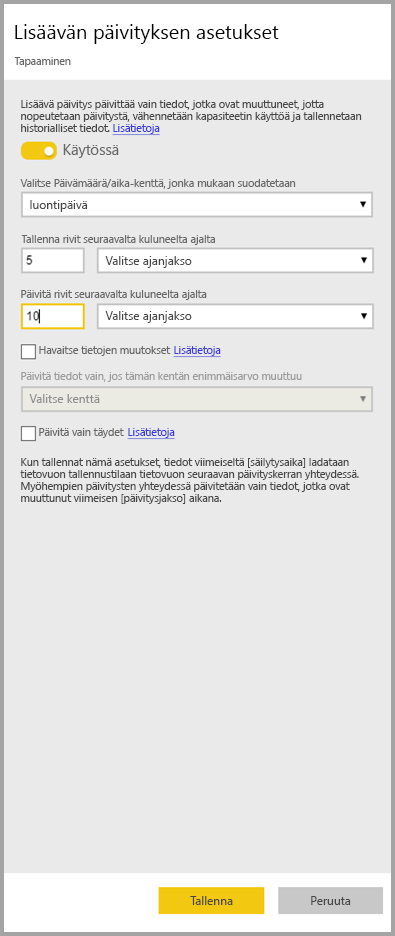 Lisäävän päivityksen asetukset
Tapaaminen
Lisäävä päivitys päivittää vain tiedot, jotka ovat muuttuneet, jotta
nopeutetaan päivitystä, vähennetään kapasiteetin käyttöä ja tallennetaan
historialliset tiedot. Lisätietoja
Käytössä
Valitse Päivämäärä/aika-kenttä, jonka mukaan suodatetaan
luontipäivä
Tallenna rivit seuraavalta kuluneelta ajalta
5 Valitse ajanjakso
Päivitä rivit seuraavalta kuluneelta ajalta
10 Valitse ajanjakso
Havaitse tietojen muutokset Lisätietoja
Päivitä tiedot vain, jos tämän kentän enimmäisarvo muuttuu
Valitse kenttä
Päivitä vain täydet Lisätietoja
Kun tallennat nämä asetukset, tiedot viimeiseltä [säilytysaika] ladataan
tietovuon tallennustilaan tietovuon seuraavan päivityskerran yhteydessä.
Myöhempien päivitysten yhteydessä päivitetään vain tiedot, jotka ovat
muuttunut viimeisen [päivitysjakso] aikana.
Tallenna Peruuta